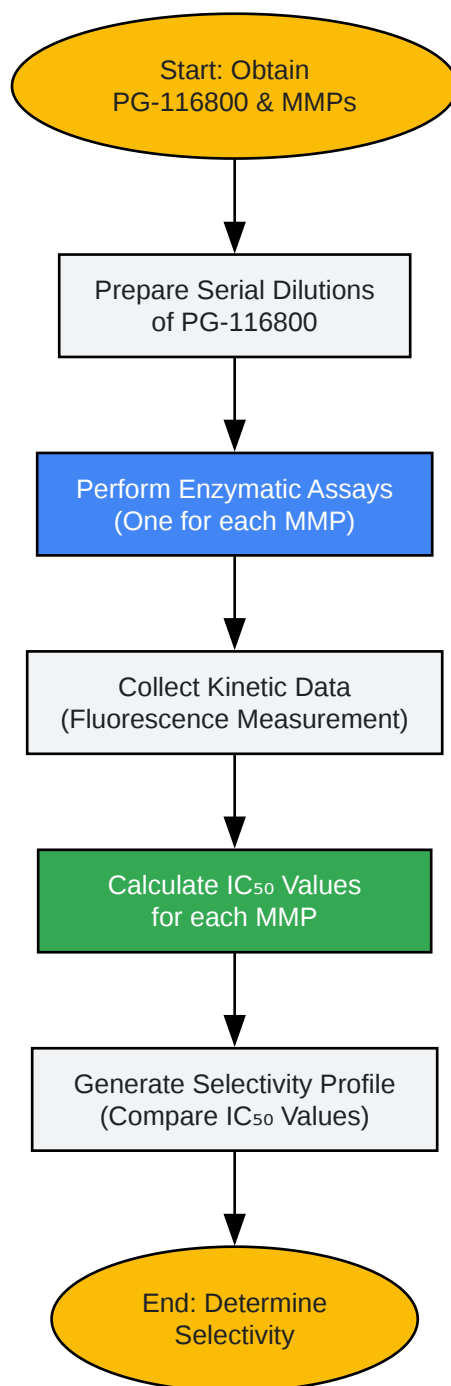 Start: Obtain
PG-116800 & MMPs
Prepare Serial Dilutions
of PG-116800
Perform Enzymatic Assays
(One for each MMP)
Collect Kinetic Data
(Fluorescence Measurement)
Calculate IC₅₀ Values
for each MMP
Generate Selectivity Profile
(Compare IC₅₀ Values)
End: Determine
Selectivity